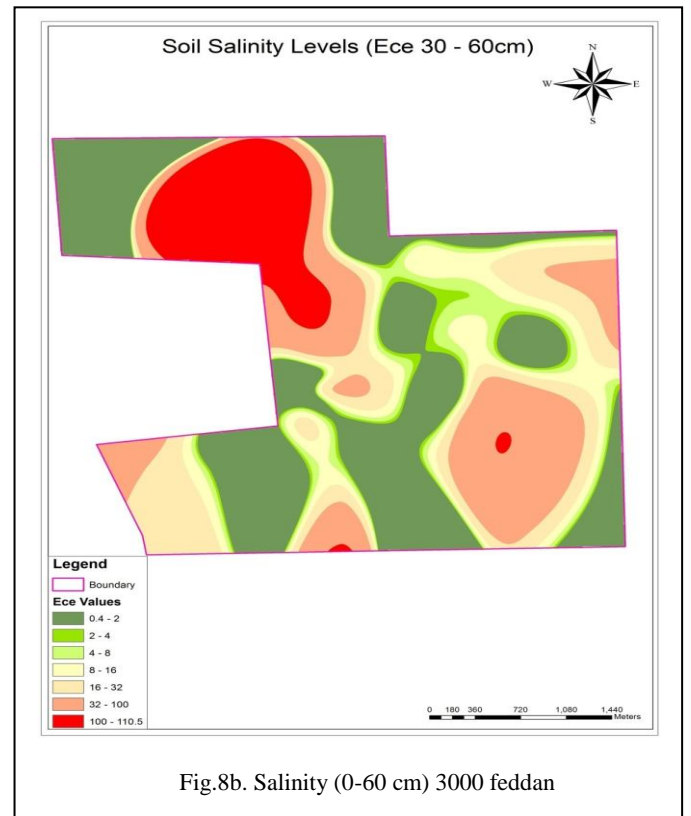 Soil Salinity Levels (Ece 30 - 60cm)
N
W E
S
Legend
Boundary
Ece Values
0.4 - 2
2 - 4
4 - 8
8 - 16
16 - 32
32 - 100
100 - 110.5
0 180 360 720 1,080 1,440
Meters
Fig.8b. Salinity (0-60 cm) 3000 feddan